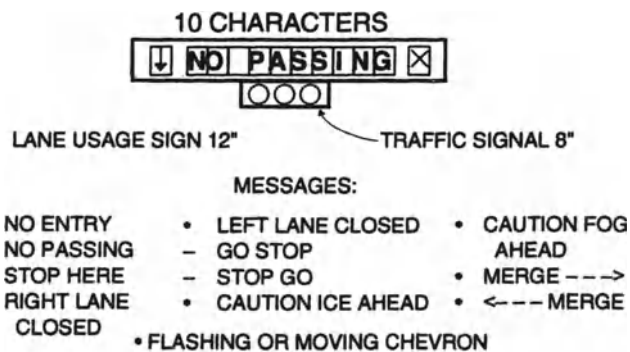 10 CHARACTERS
↓ NO PASSING X
LANE USAGE SIGN 12"
TRAFFIC SIGNAL 8"
MESSAGES:
NO ENTRY • LEFT LANE CLOSED • CAUTION FOG
NO PASSING – GO STOP AHEAD
STOP HERE – STOP GO • MERGE – – –>
RIGHT LANE • CAUTION ICE AHEAD • <– – – MERGE
CLOSED
• FLASHING OR MOVING CHEVRON